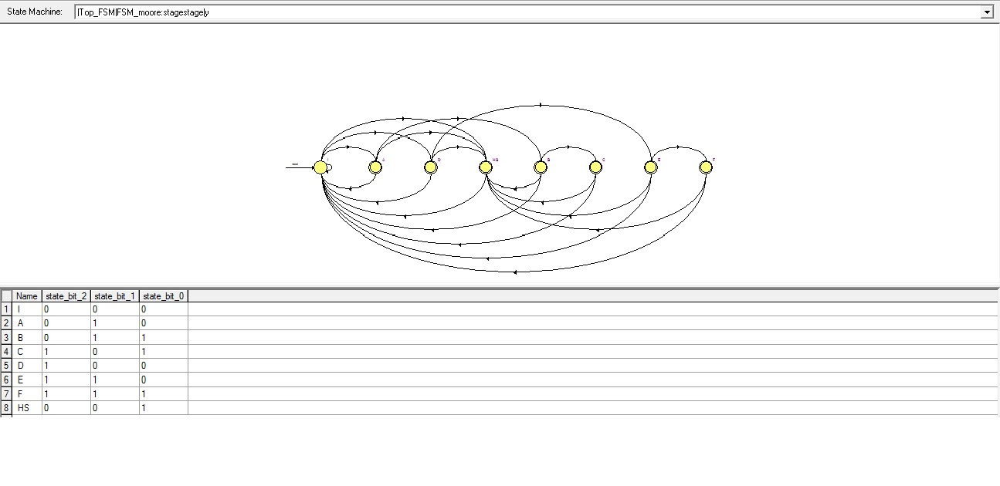 State Machine: |Top_FSM|FSM_moore:stagestage|y
A D HS B C E F
Name state_bit_2 state_bit_1 state_bit_0
1 I 0 0 0
2 A 0 1 0
3 B 0 1 1
4 C 1 0 1
5 D 1 0 0
6 E 1 1 0
7 F 1 1 1
8 HS 0 0 1